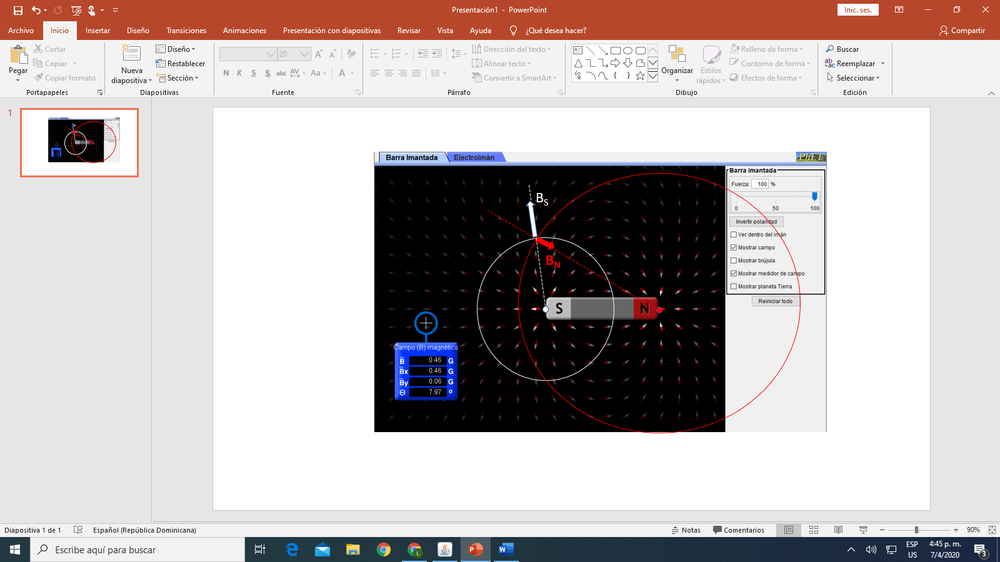 Presentación1 - PowerPoint
Inic. ses.
Archivo Inicio Insertar Diseño Transiciones Animaciones Presentación con diapositivas Revisar Vista Ayuda ¿Qué desea hacer? Compartir
Pegar
Cortar
Copiar
Copiar formato
Portapapeles
Nueva
diapositiva
Diseño
Restablecer
Sección
Diapositivas
20
N K S S abc AV Aa A
Fuente
Dirección del texto
Alinear texto
Convertir a SmartArt
Párrafo
Organizar
Estilos
rápidos
Relleno de forma
Contorno de forma
Efectos de forma
Dibujo
Buscar
Reemplazar
Seleccionar
Edición
1
Barra Imantada Electroimán
PhET
Barra imantada
Fuerza: 100 %
0 50 100
Invertir polaridad
Ver dentro del imán
Mostrar campo
Mostrar brújula
Mostrar medidor de campo
Mostrar planeta Tierra
Reiniciar todo
BS
BN
S N
Campo (B) magnético
B 0.46 G
Bx 0.46 G
By 0.06 G
Θ 7.97 º
Diapositiva 1 de 1 Español (República Dominicana) Notas Comentarios 90%
Escribe aquí para buscar
ESP
US
4:45 p. m.
7/4/2020
3